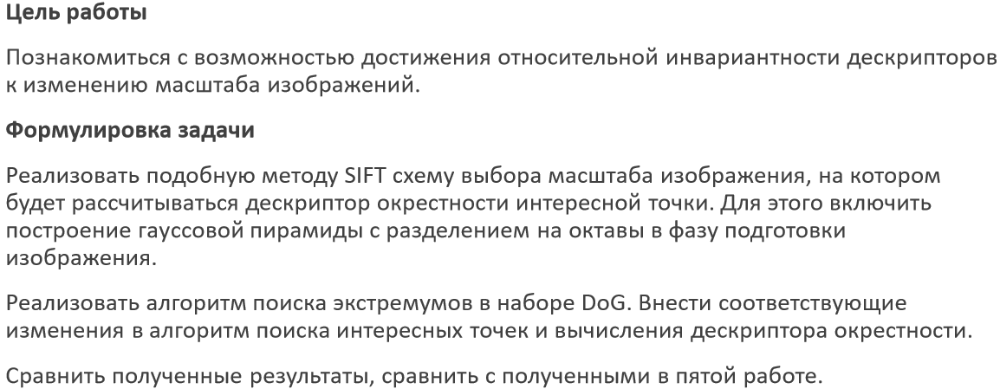 Цель работы
Познакомиться с возможностью достижения относительной инвариантности дескрипторов
к изменению масштаба изображений.
Формулировка задачи
Реализовать подобную методу SIFT схему выбора масштаба изображения, на котором
будет рассчитываться дескриптор окрестности интересной точки. Для этого включить
построение гауссовой пирамиды с разделением на октавы в фазу подготовки
изображения.
Реализовать алгоритм поиска экстремумов в наборе DoG. Внести соответствующие
изменения в алгоритм поиска интересных точек и вычисления дескриптора окрестности.
Сравнить полученные результаты, сравнить с полученными в пятой работе.